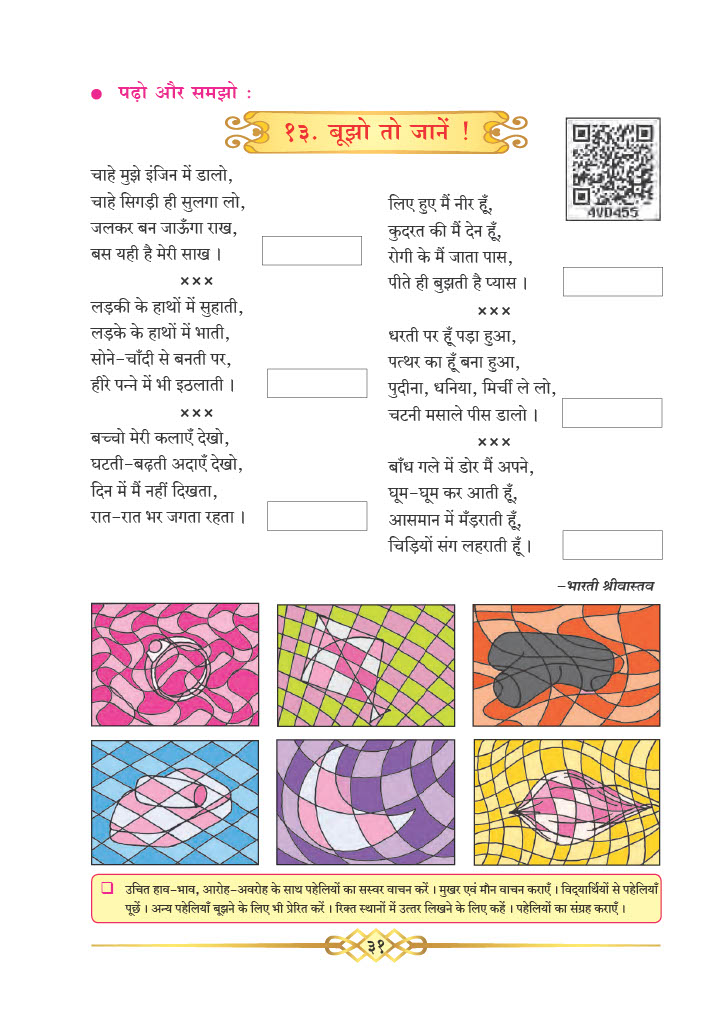 ● पढ़ो और समझो :
१३. बूझो तो जानें !
4VD455
चाहे मुझे इंजिन में डालो,
चाहे सिगड़ी ही सुलगा लो,
जलकर बन जाऊँगा राख,
बस यही है मेरी साख ।
×××
लड़की के हाथों में सुहाती,
लड़के के हाथों में भाती,
सोने-चाँदी से बनती पर,
हीरे पन्ने में भी इठलाती ।
×××
बच्चो मेरी कलाएँ देखो,
घटती-बढ़ती अदाएँ देखो,
दिन में मैं नहीं दिखता,
रात-रात भर जगता रहता ।
लिए हुए मैं नीर हूँ,
कुदरत की मैं देन हूँ,
रोगी के मैं जाता पास,
पीते ही बुझती है प्यास ।
×××
धरती पर हूँ पड़ा हुआ,
पत्थर का हूँ बना हुआ,
पुदीना, धनिया, मिर्ची ले लो,
चटनी मसाले पीस डालो ।
×××
बाँध गले में डोर मैं अपने,
घूम-घूम कर आती हूँ,
आसमान में मँड़राती हूँ,
चिड़ियों संग लहराती हूँ ।
-भारती श्रीवास्तव
❑ उचित हाव-भाव, आरोह-अवरोह के साथ पहेलियों का सस्वर वाचन करें । मुखर एवं मौन वाचन कराएँ । विद्यार्थियों से पहेलियाँ
पूछें । अन्य पहेलियाँ बूझने के लिए भी प्रेरित करें । रिक्त स्थानों में उत्तर लिखने के लिए कहें । पहेलियों का संग्रह कराएँ ।
३१